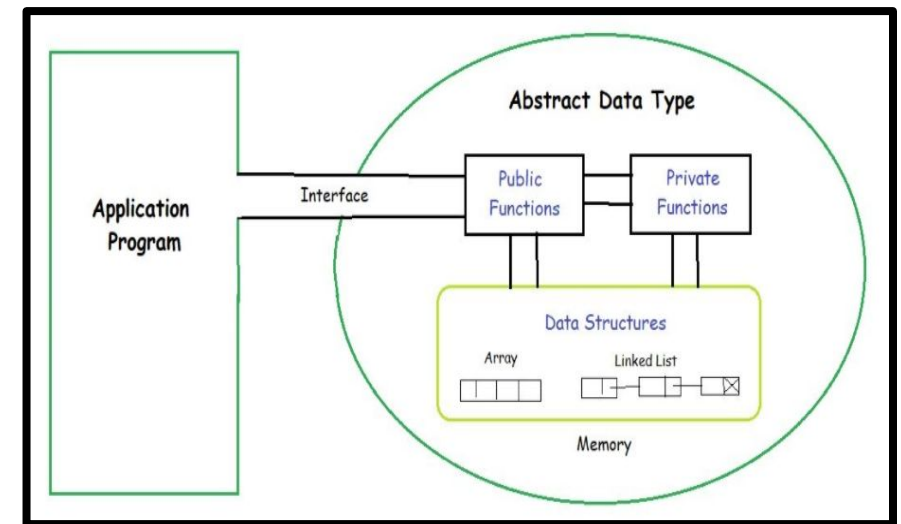 Abstract Data Type
Application
Program
Interface
Public
Functions
Private
Functions
Data Structures
Array
Linked List
Memory